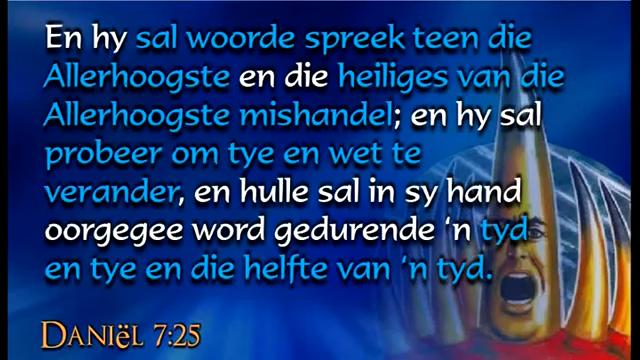 En hy sal woorde spreek teen die
Allerhoogste en die heiliges van die
Allerhoogste mishandel; en hy sal
probeer om tye en wet te
verander, en hulle sal in sy hand
oorgegee word gedurende ‘n tyd
en tye en die helfte van ‘n tyd.
Daniël 7:25